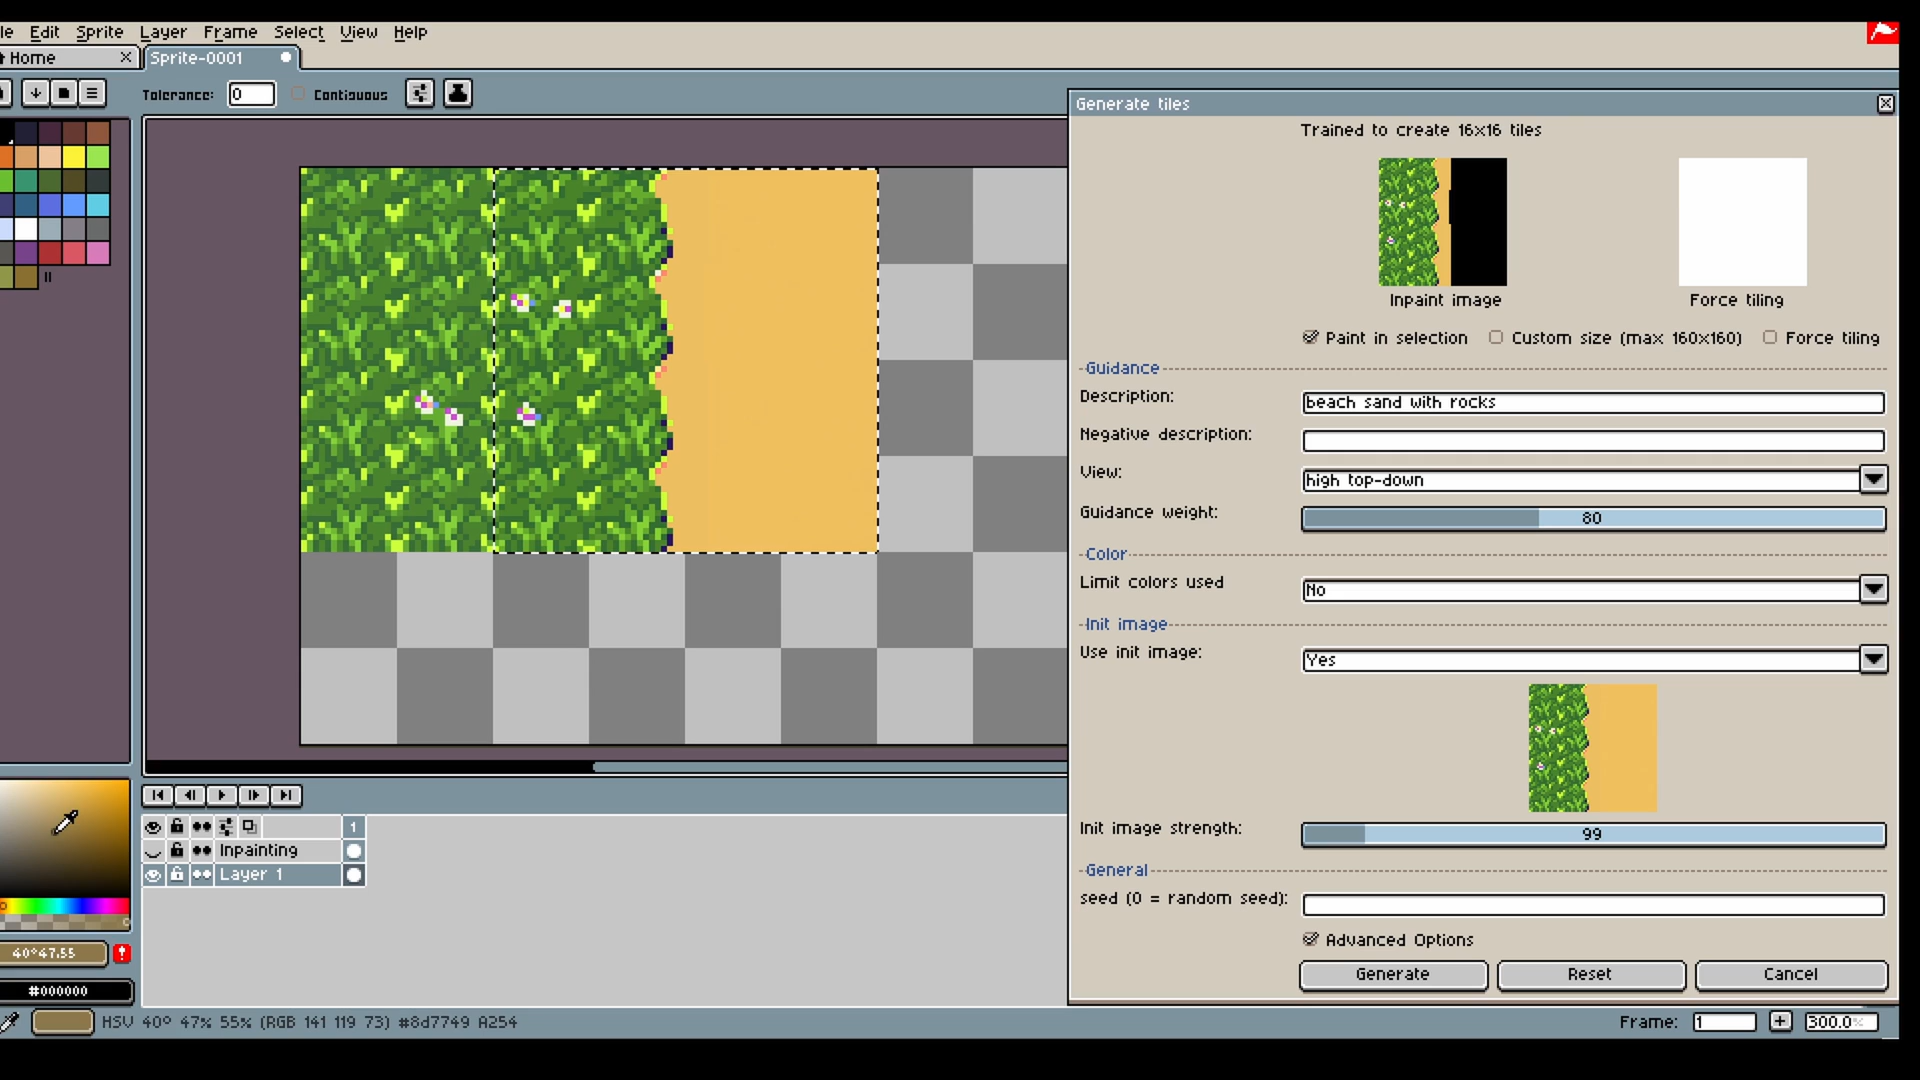 le Edit Sprite Layer Frame Select View Help
Home
Sprite-0001
Tolerance: 0 Contiguous
Generate tiles
Trained to create 16x16 tiles
Inpaint image
Force tiling
Paint in selection
Custom size (max 160x160)
Force tiling
Guidance
Description: beach sand with rocks
Negative description:
View: high top-down
Guidance weight: 80
Color
Limit colors used No
Init image
Use init image: Yes
Init image strength: 99
General
seed (0 = random seed):
Advanced Options
Generate Reset Cancel
1
Inpainting
Layer 1
40°47.55
#000000
HSV 40° 47% 55% (RGB 141 119 73) #8d7749 A254
Frame: 1 + 300.0%